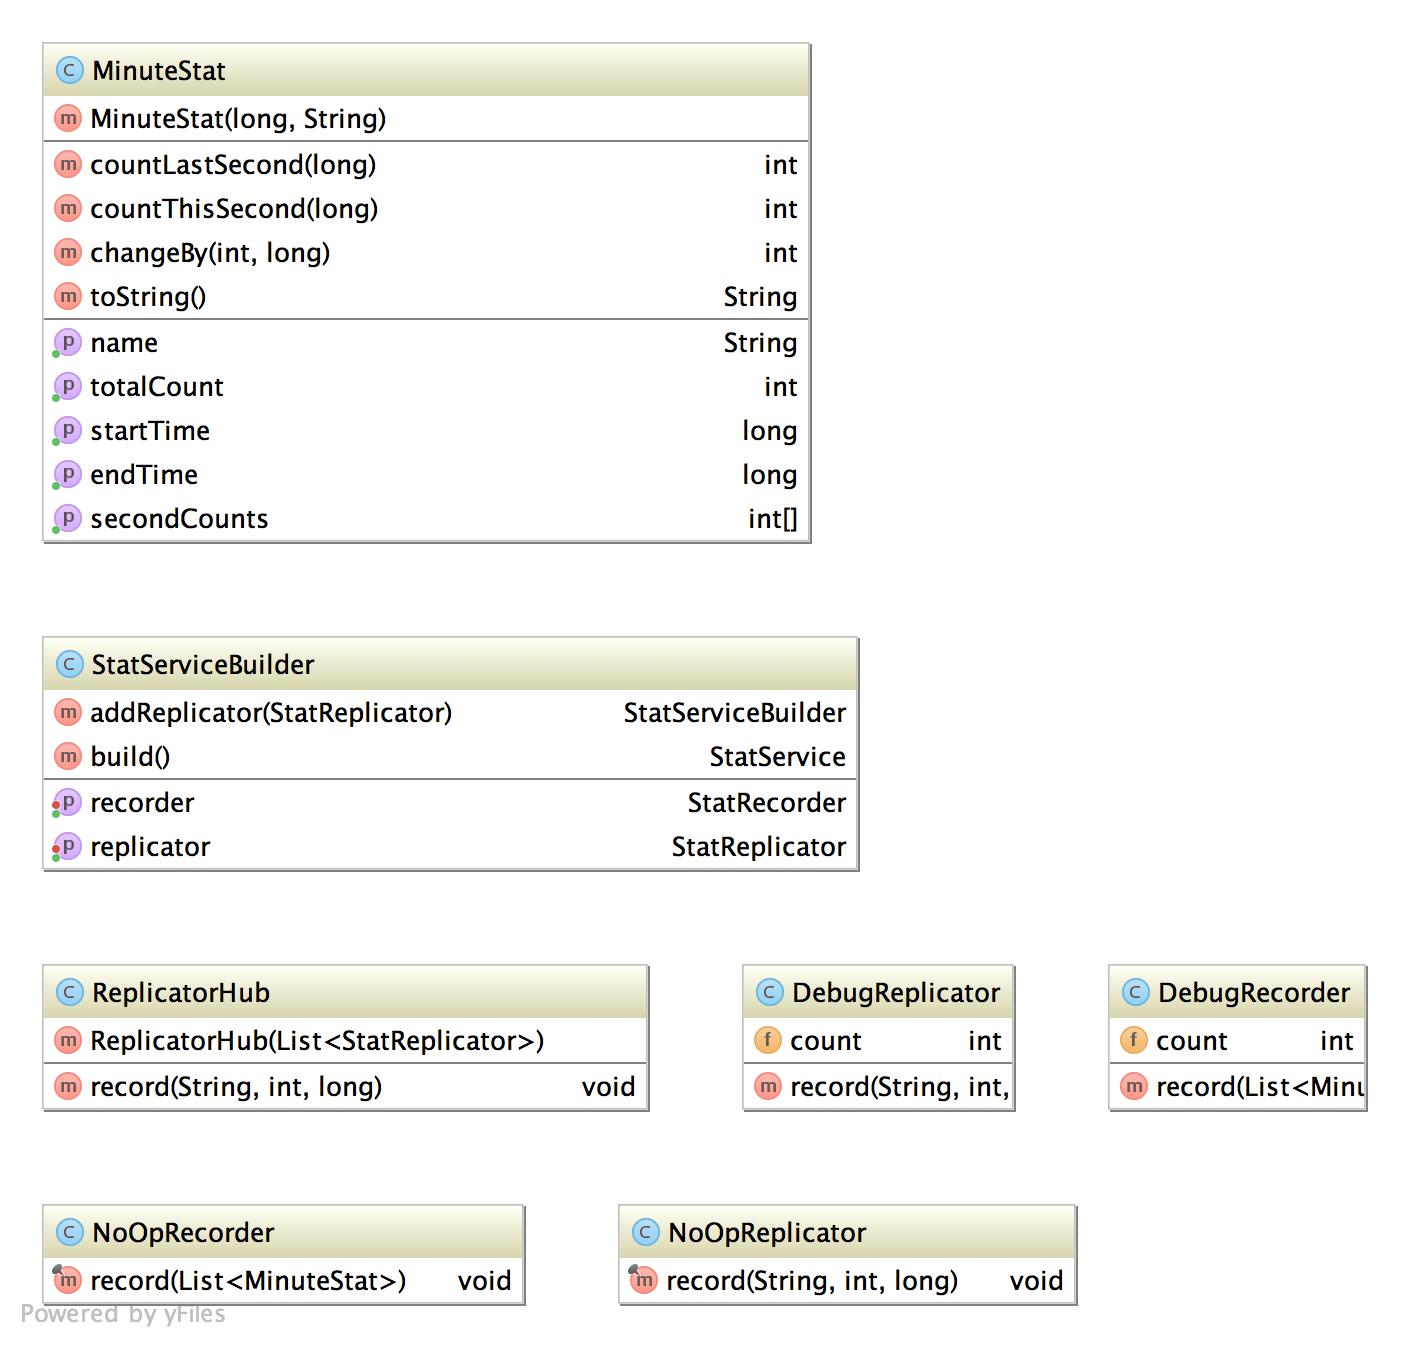 C MinuteStat
m MinuteStat(long, String)
m countLastSecond(long) int
m countThisSecond(long) int
m changeBy(int, long) int
m toString() String
p name String
p totalCount int
p startTime long
p endTime long
p secondCounts int[]
C StatServiceBuilder
m addReplicator(StatReplicator) StatServiceBuilder
m build() StatService
p recorder StatRecorder
p replicator StatReplicator
C ReplicatorHub
m ReplicatorHub(List<StatReplicator>)
m record(String, int, long) void
C DebugReplicator
f count int
m record(String, int,
C DebugRecorder
f count int
m record(List<Minu
C NoOpRecorder
m record(List<MinuteStat>) void
C NoOpReplicator
m record(String, int, long) void
Powered by yFiles